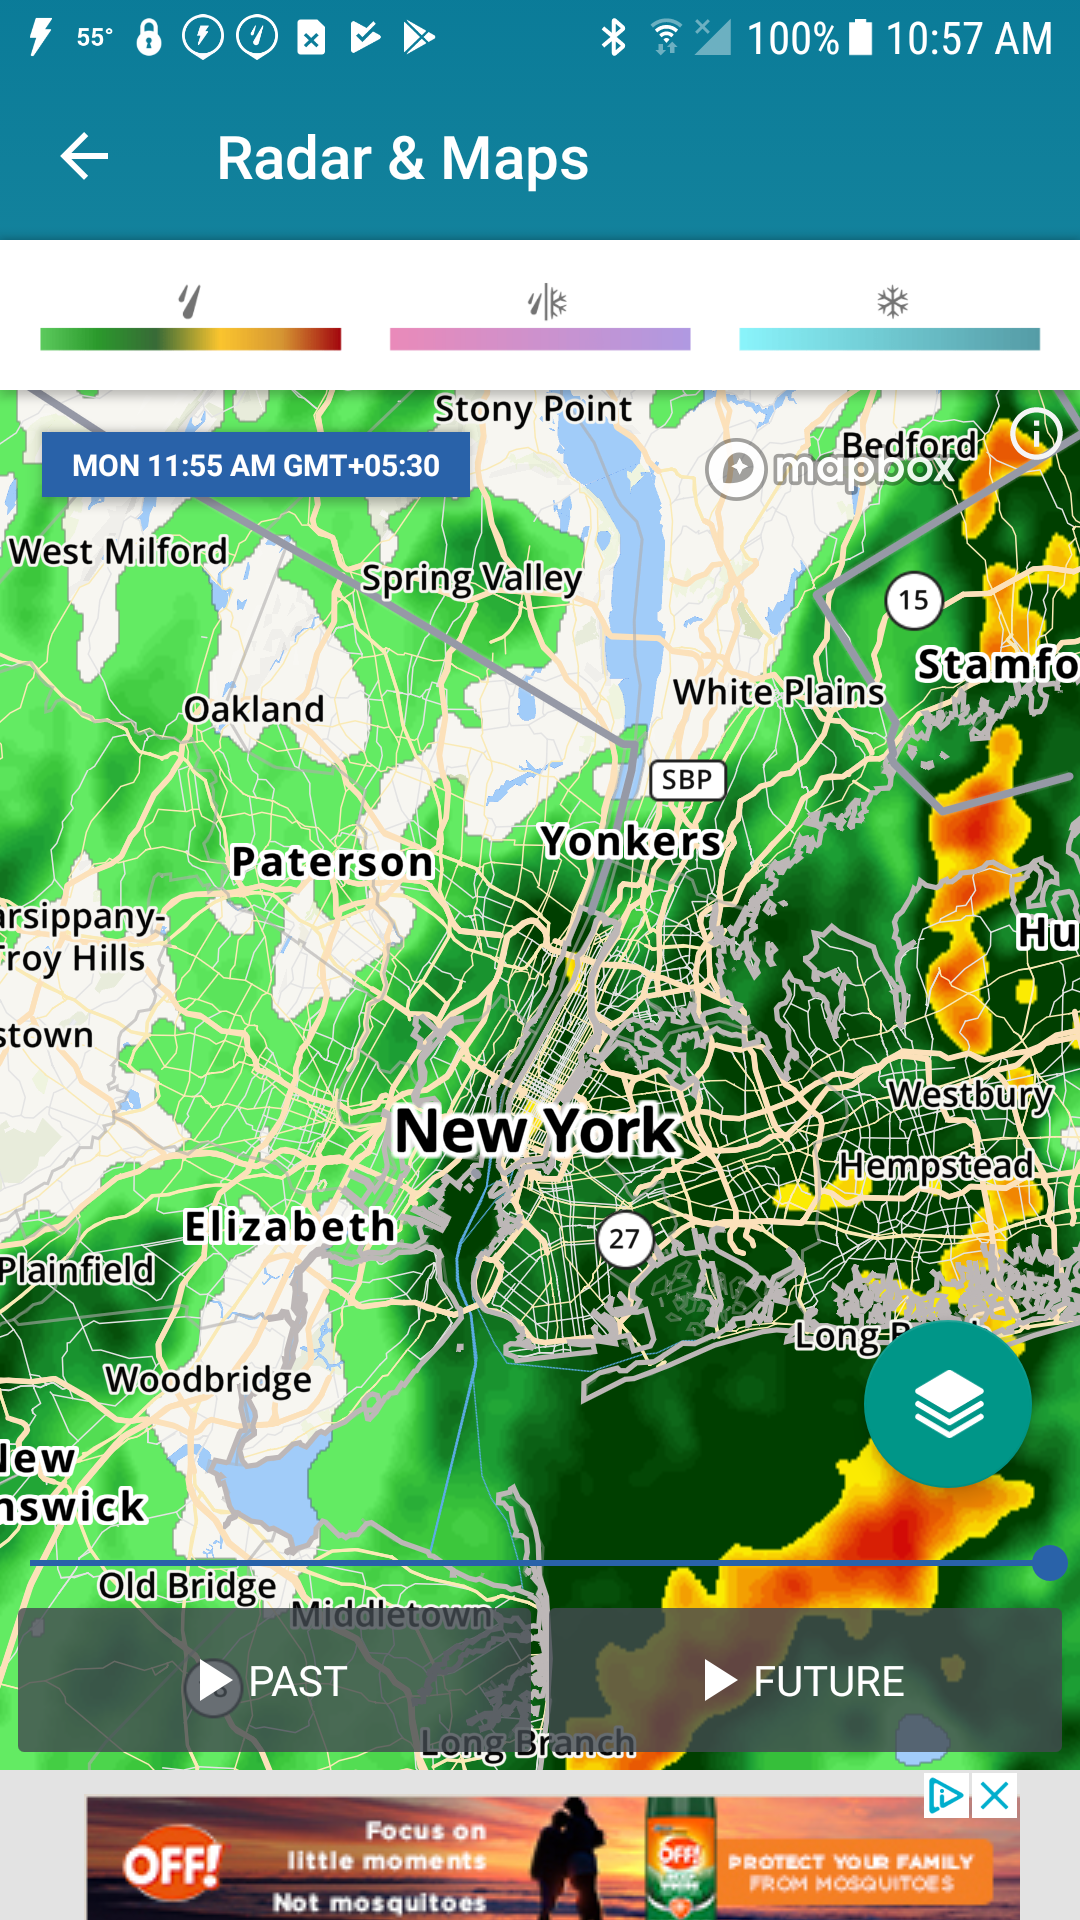 55°
100%
10:57 AM
Radar & Maps
Stony Point
Bedford
MON 11:55 AM GMT+05:30
mapbox
West Milford
Spring Valley
15
Stamfo
White Plains
Oakland
SBP
Yonkers
Paterson
arsippany-
Troy Hills
Hu
stown
Westbury
New York
Hempstead
Elizabeth
27
Plainfield
Long B
Woodbridge
New
nswick
Old Bridge
Middletown
PAST
FUTURE
Long Branch
OFF!
Focus on
little moments
Not mosquitoes
OFF!
PROTECT YOUR FAMILY
FROM MOSQUITOES